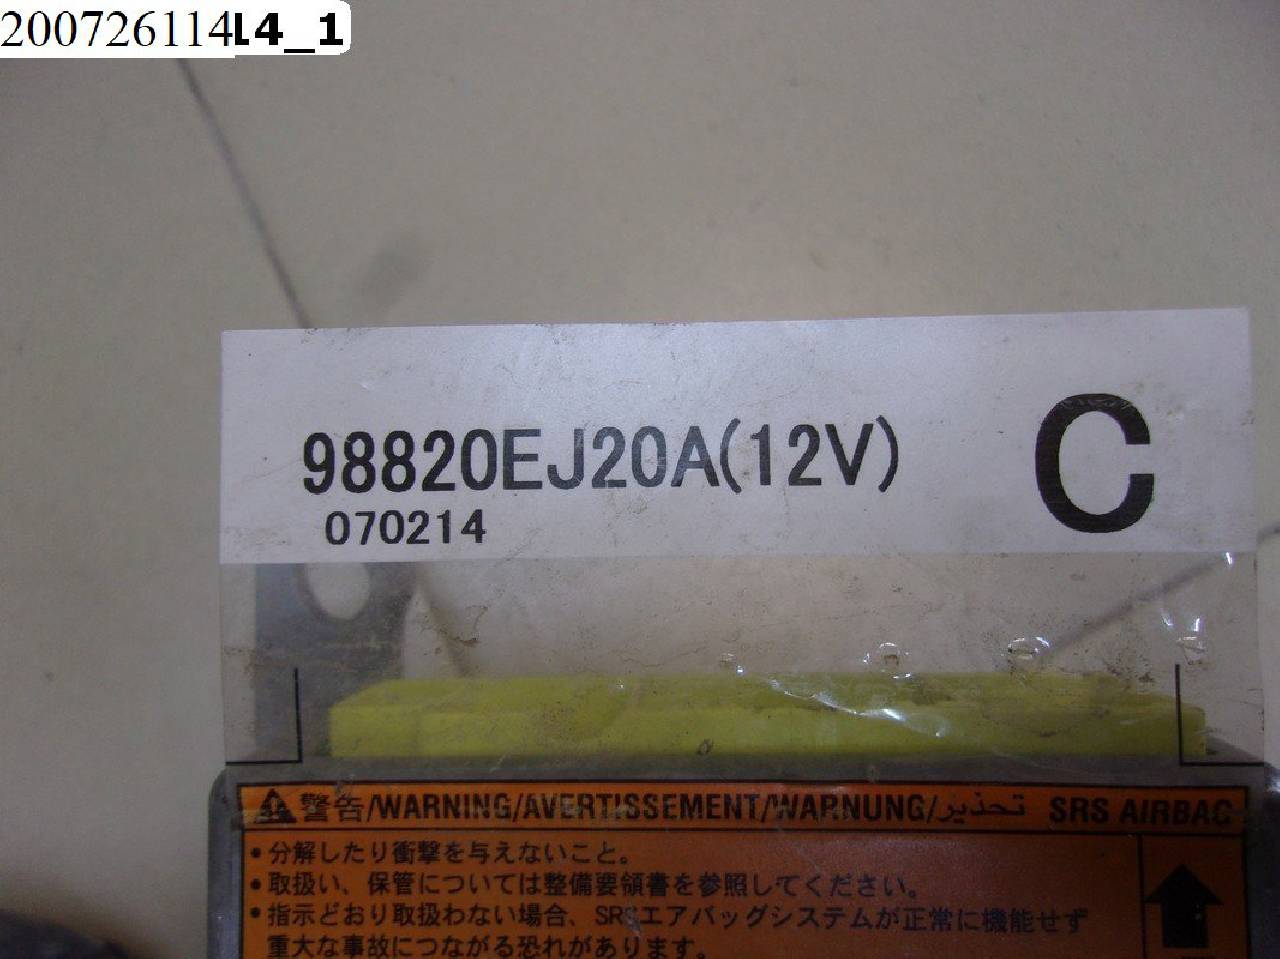 200726114
14_1
98820EJ20A(12V)
C
070214
警告/WARNING/AVERTISSEMENT/WARNUNG/تحذير SRS AIRBAG
・分解したり衝撃を与えないこと。
・取扱い、保管については整備要領書を参照してください。
・指示どおり取扱わない場合、SRSエアバッグシステムが正常に機能せず
重大な事故につながる恐れがあります。